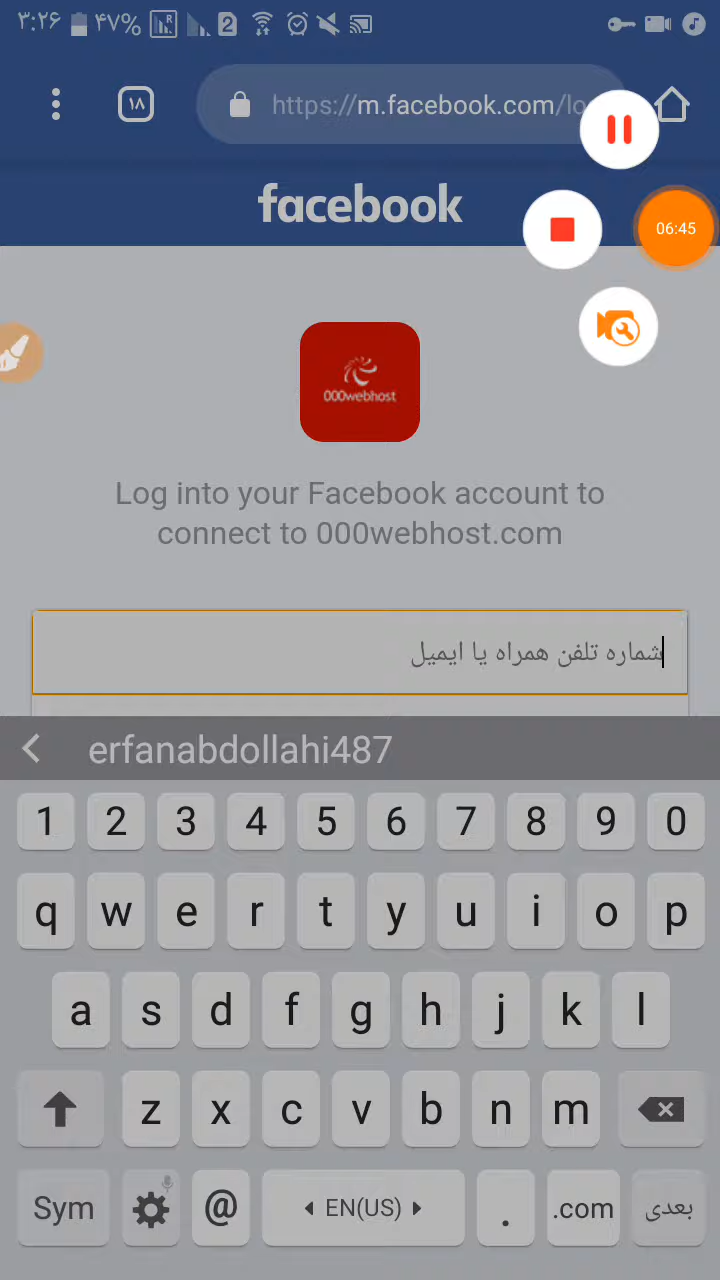 ۳:۲۶ ۴۷% R 2
۱۸ https://m.facebook.com/lo
facebook
06:45
000webhost
Log into your Facebook account to
connect to 000webhost.com
شماره تلفن همراه یا ایمیل
erfanabdollahi487
1 2 3 4 5 6 7 8 9 0
q w e r t y u i o p
a s d f g h j k l
z x c v b n m
Sym @ EN(US) . .com بعدی